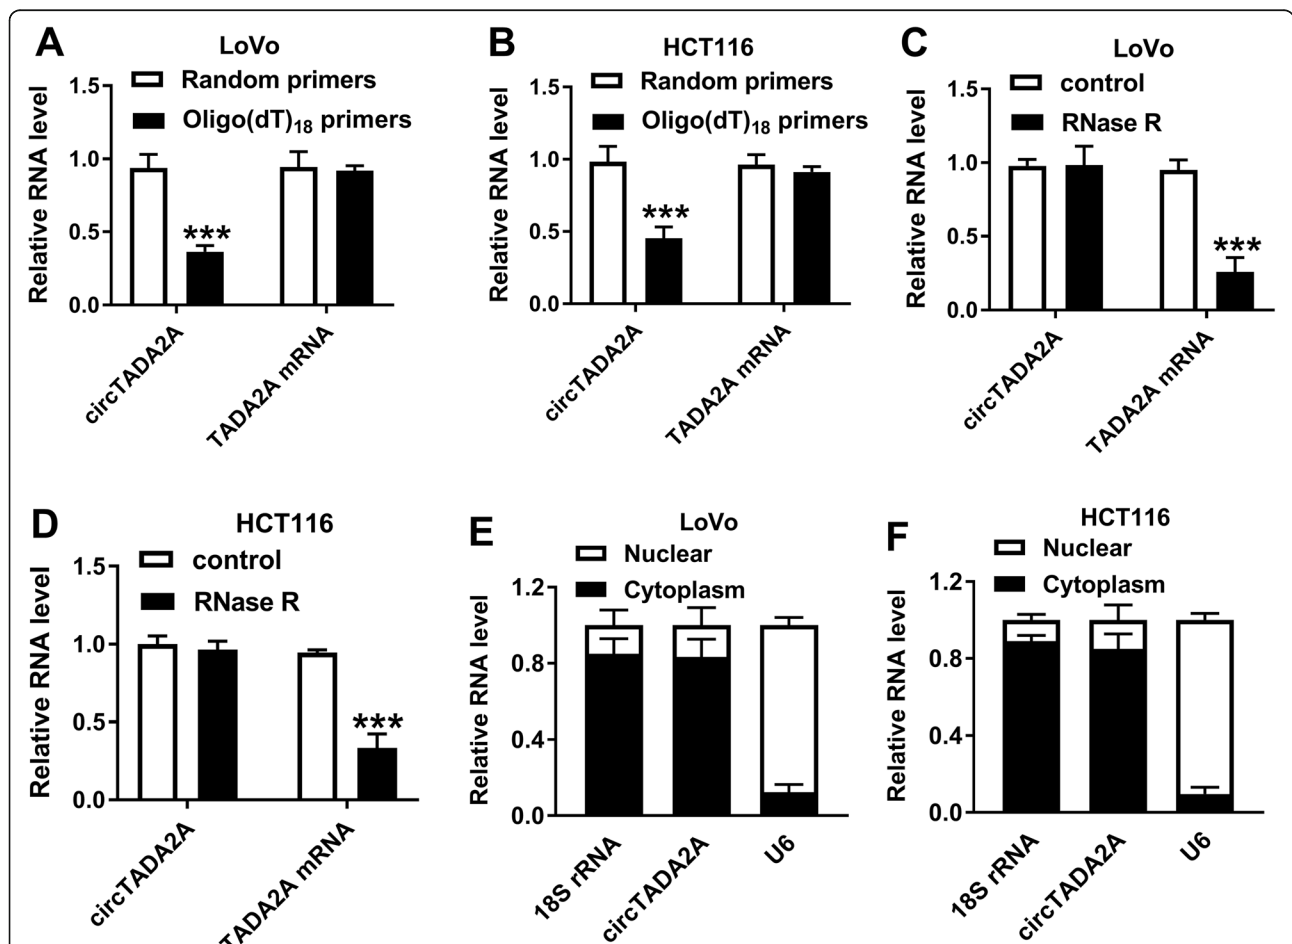 A
LoVo
Random primers
Oligo(dT)18 primers
Relative RNA level
1.5
1.0
0.5
0.0
***
circTADA2A
TADA2A mRNA
B
HCT116
Random primers
Oligo(dT)18 primers
Relative RNA level
1.5
1.0
0.5
0.0
***
circTADA2A
TADA2A mRNA
C
LoVo
control
RNase R
Relative RNA level
1.5
1.0
0.5
0.0
***
circTADA2A
TADA2A mRNA
D
HCT116
control
RNase R
Relative RNA level
1.5
1.0
0.5
0.0
***
circTADA2A
TADA2A mRNA
E
LoVo
Nuclear
Cytoplasm
Relative RNA level
1.2
0.8
0.4
0.0
18S rRNA
circTADA2A
U6
F
HCT116
Nuclear
Cytoplasm
Relative RNA level
1.2
0.8
0.4
0.0
18S rRNA
circTADA2A
U6